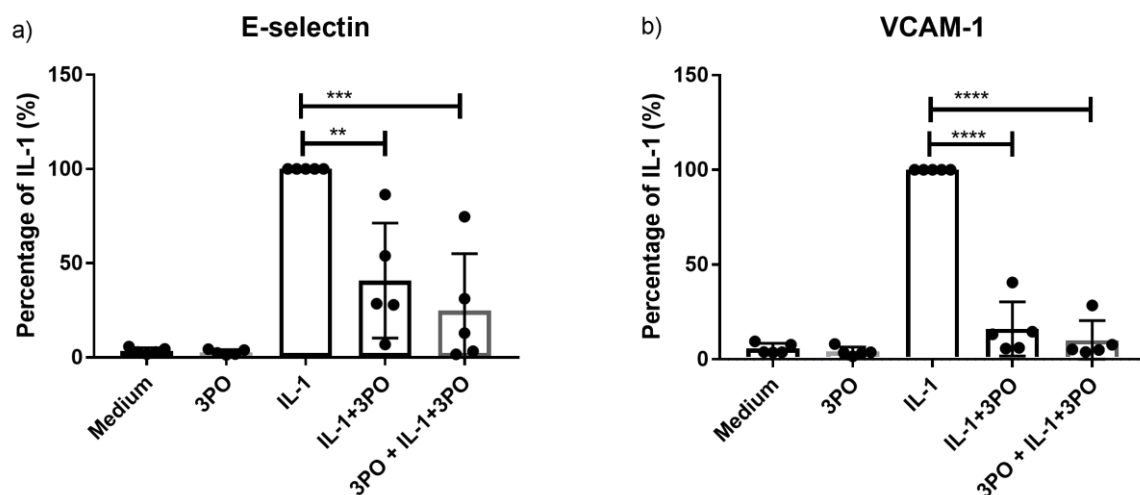 a)
E-selectin
Percentage of IL-1 (%)
150
100
50
0
***
**
Medium
3PO
IL-1
IL-1+3PO
3PO + IL-1+3PO
b)
VCAM-1
Percentage of IL-1 (%)
150
100
50
0
****
****
Medium
3PO
IL-1
IL-1+3PO
3PO + IL-1+3PO